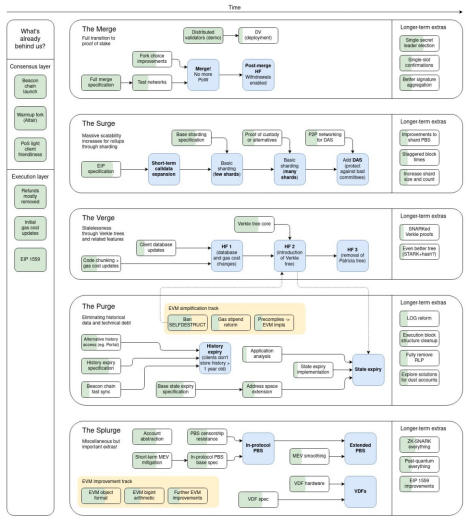 Time
What's
already
behind us?
Consensus layer
Beacon
chain
launch
Warmup fork
(Altair)
PoS light
client
friendliness
Execution layer
Refunds
mostly
removed
Initial
gas cost
updates
EIP 1559
The Merge
Full transition to
proof of stake
Distributed
validators (demo)
DV
(deployment)
Fork choice
improvements
Full merge specification
Test networks
Merge!
No more
PoW
Post-merge
HF
Withdrawals
enabled
Longer-term extras
Single secret
leader election
Single-slot
confirmations
Better signature
aggregation
The Surge
Massive scalability
increases for rollups
through sharding
Base sharding
specification
Proof of custody
or alternatives
P2P networking
for DAS
EIP
specification
Short-term
calldata
expansion
Basic
sharding
(few shards)
Basic
sharding
(many
shards)
Add DAS
(protect
against bad
committees)
Longer-term extras
Improvements to
shard PBS
Staggered block
times
Increase shard
size and count
The Verge
Statelessness
through Verkle trees
and related features
Verkle tree core
Client database
updates
Code chunking +
gas cost updates
HF 1
(database
and gas cost
changes)
HF 2
(introduction
of Verkle
tree)
HF 3
(removal of
Patricia tree)
Longer-term extras
SNARKed
Verkle proofs
Even better tree
(STARK+hash?)
The Purge
Eliminating historical
data and technical debt
EVM simplification track
Ban
SELFDESTRUCT
Gas stipend
reform
Precompiles ->
EVM impls
Alternative history
access (eg. Portal)
History expiry
specification
Beacon chain
fast sync
History
expiry
(clients don't
store history >
1 year old)
Application
analysis
State expiry
implementation
Base state expiry
specification
Address space
extension
State expiry
Longer-term extras
LOG reform
Execution block
structure cleanup
Fully remove
RLP
Explore solutions
for dust accounts
The Splurge
Miscellaneous but
important extras!
Account
abstraction
PBS censorship
resistance
Short-term MEV
mitigation
In-protocol PBS
base spec
In-protocol
PBS
Extended
PBS
MEV smoothing
EVM improvement track
EVM object
format
EVM bigint
arithmetic
Further EVM
improvements
VDF hardware
VDF spec
VDFs
Longer-term extras
ZK-SNARK
everything
Post-quantum
everything
EIP 1559
improvements